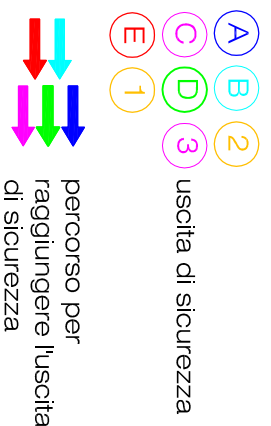 A B 2
C D 3 uscita di sicurezza
E 1
percorso per
raggiungere l'uscita
di sicurezza